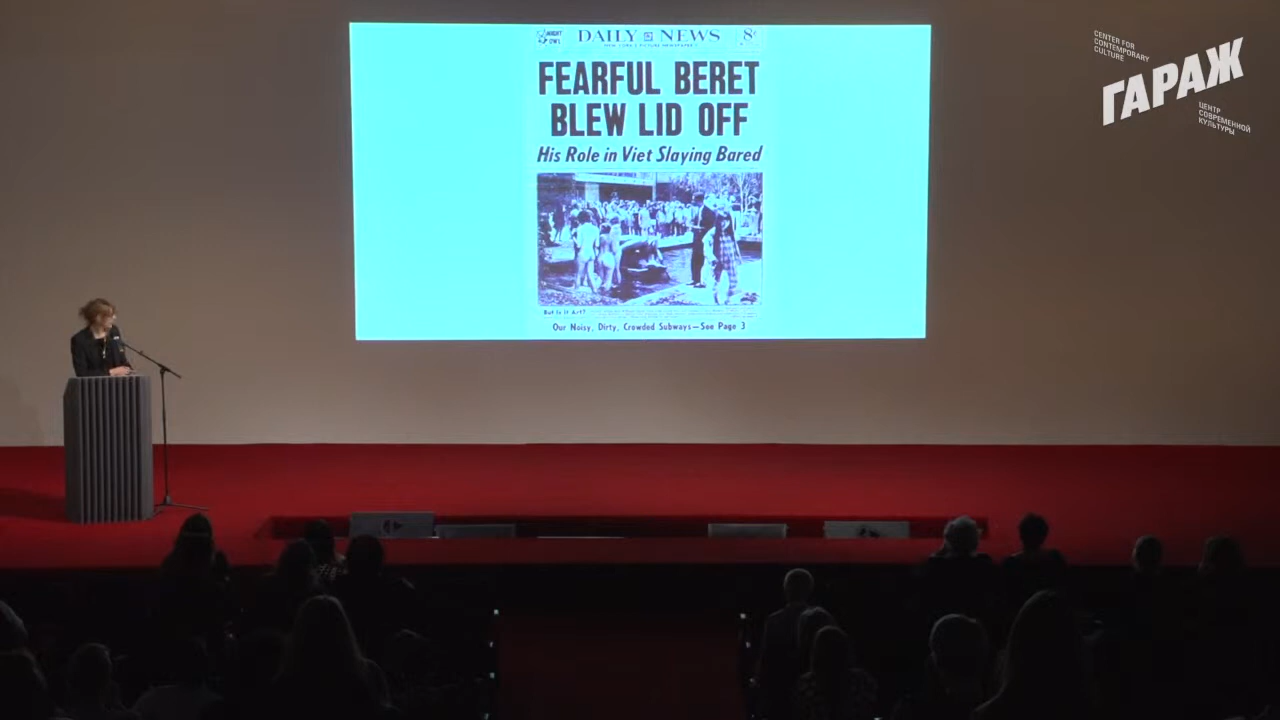 NIGHT
OWL
DAILY NEWS
NEW YORK'S PICTURE NEWSPAPER
8¢
FEARFUL BERET
BLEW LID OFF
His Role in Viet Slaying Bared
But Is It Art?
Our Noisy, Dirty, Crowded Subways—See Page 3
CENTER FOR
CONTEMPORARY
CULTURE
ГАРАЖ
ЦЕНТР
СОВРЕМЕННОЙ
КУЛЬТУРЫ